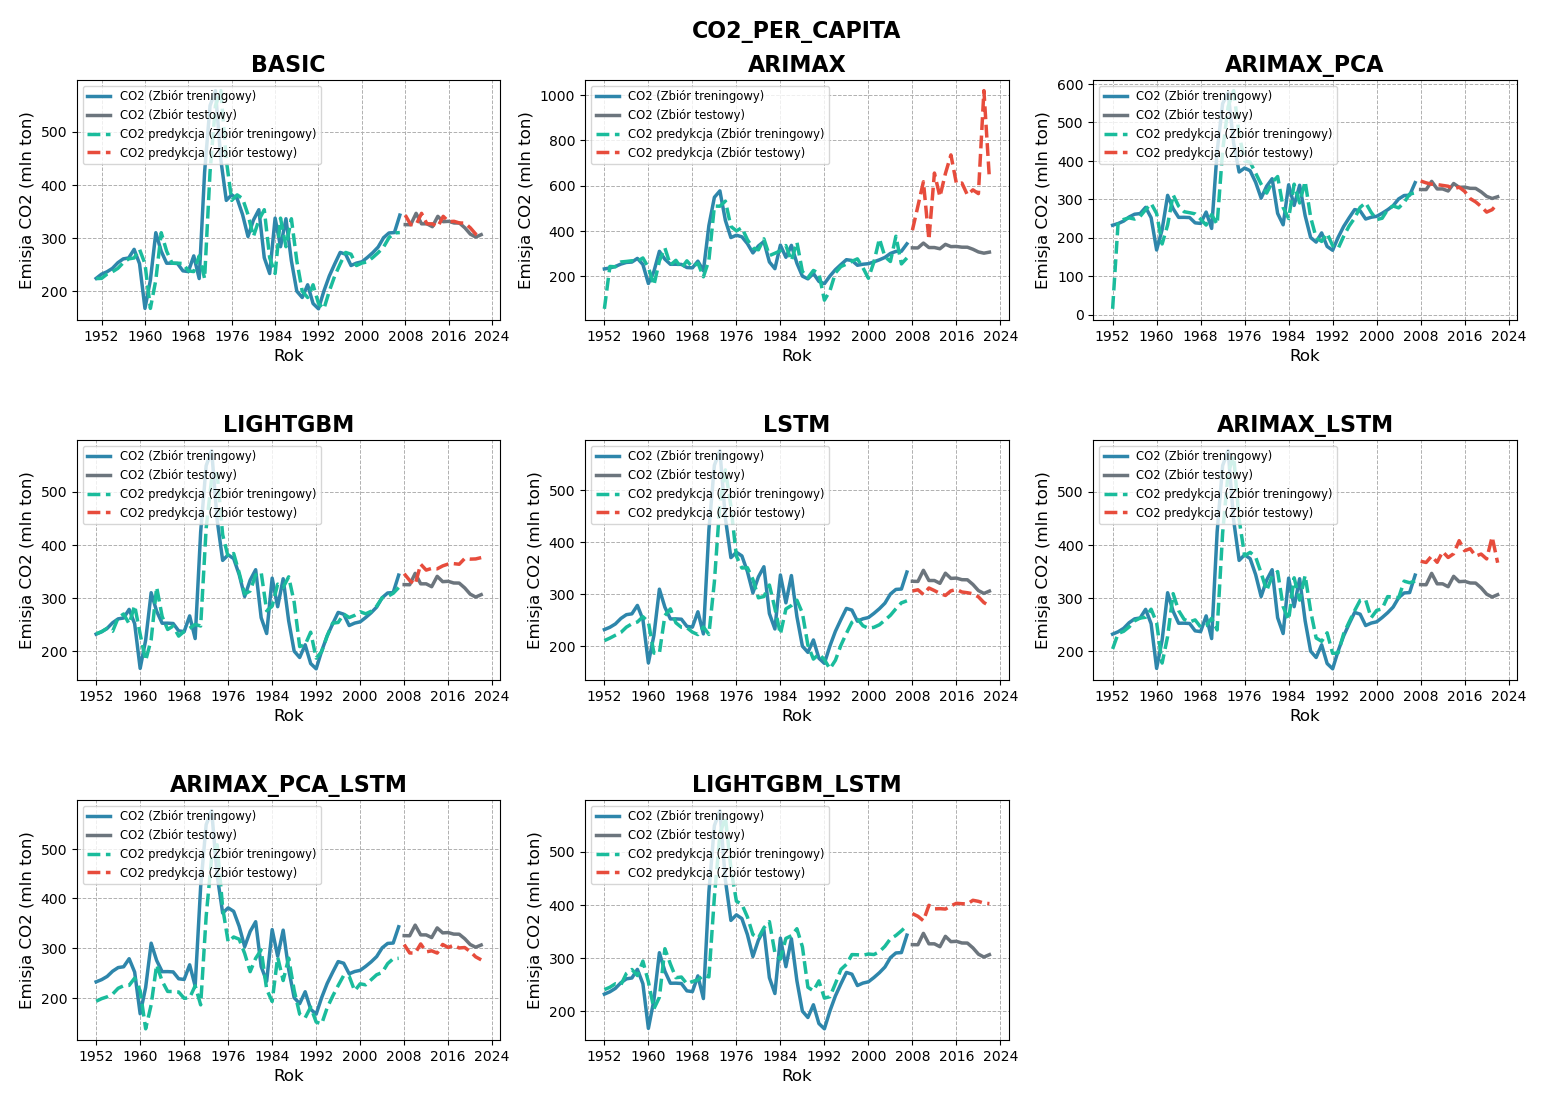 CO2_PER_CAPITA
BASIC
Emisja CO2 (mln ton)
500
400
300
200
CO2 (Zbiór treningowy)
CO2 (Zbiór testowy)
CO2 predykcja (Zbiór treningowy)
CO2 predykcja (Zbiór testowy)
1952 1960 1968 1976 1984 1992 2000 2008 2016 2024
Rok
ARIMAX
Emisja CO2 (mln ton)
1000
800
600
400
200
CO2 (Zbiór treningowy)
CO2 (Zbiór testowy)
CO2 predykcja (Zbiór treningowy)
CO2 predykcja (Zbiór testowy)
1952 1960 1968 1976 1984 1992 2000 2008 2016 2024
Rok
ARIMAX_PCA
Emisja CO2 (mln ton)
600
500
400
300
200
100
0
CO2 (Zbiór treningowy)
CO2 (Zbiór testowy)
CO2 predykcja (Zbiór treningowy)
CO2 predykcja (Zbiór testowy)
1952 1960 1968 1976 1984 1992 2000 2008 2016 2024
Rok
LIGHTGBM
Emisja CO2 (mln ton)
500
400
300
200
CO2 (Zbiór treningowy)
CO2 (Zbiór testowy)
CO2 predykcja (Zbiór treningowy)
CO2 predykcja (Zbiór testowy)
1952 1960 1968 1976 1984 1992 2000 2008 2016 2024
Rok
LSTM
Emisja CO2 (mln ton)
500
400
300
200
CO2 (Zbiór treningowy)
CO2 (Zbiór testowy)
CO2 predykcja (Zbiór treningowy)
CO2 predykcja (Zbiór testowy)
1952 1960 1968 1976 1984 1992 2000 2008 2016 2024
Rok
ARIMAX_LSTM
Emisja CO2 (mln ton)
500
400
300
200
CO2 (Zbiór treningowy)
CO2 (Zbiór testowy)
CO2 predykcja (Zbiór treningowy)
CO2 predykcja (Zbiór testowy)
1952 1960 1968 1976 1984 1992 2000 2008 2016 2024
Rok
ARIMAX_PCA_LSTM
Emisja CO2 (mln ton)
500
400
300
200
CO2 (Zbiór treningowy)
CO2 (Zbiór testowy)
CO2 predykcja (Zbiór treningowy)
CO2 predykcja (Zbiór testowy)
1952 1960 1968 1976 1984 1992 2000 2008 2016 2024
Rok
LIGHTGBM_LSTM
Emisja CO2 (mln ton)
500
400
300
200
CO2 (Zbiór treningowy)
CO2 (Zbiór testowy)
CO2 predykcja (Zbiór treningowy)
CO2 predykcja (Zbiór testowy)
1952 1960 1968 1976 1984 1992 2000 2008 2016 2024
Rok